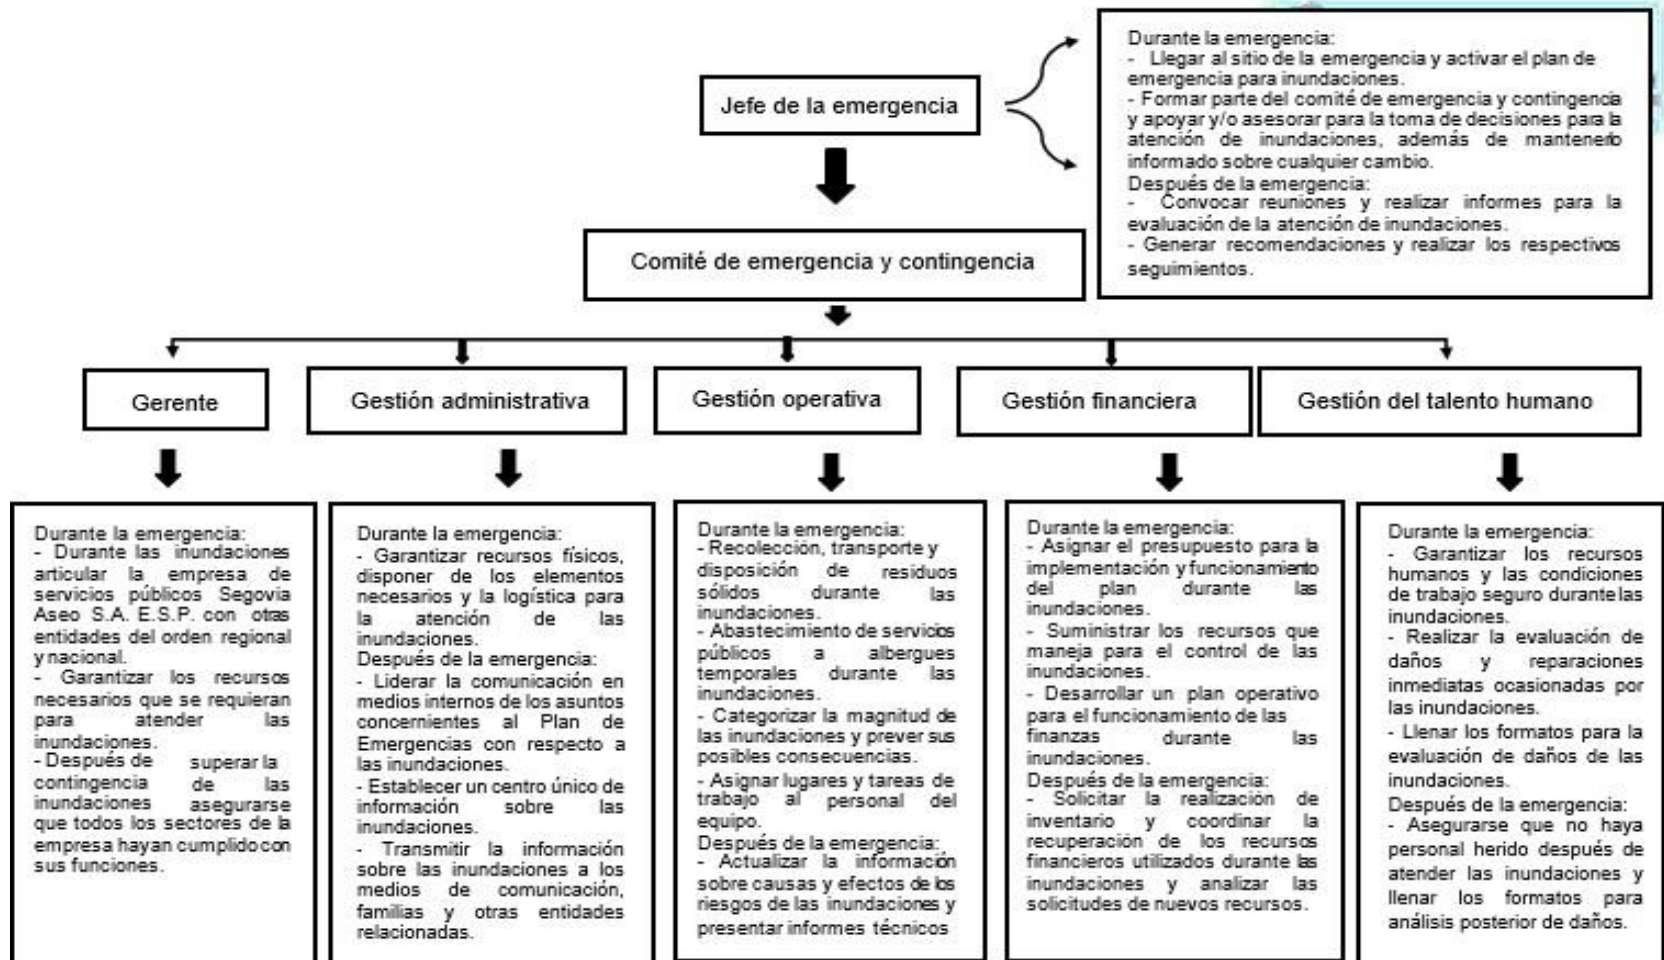 Jefe de la emergencia
Durante la emergencia:
- Llegar al sitio de la emergencia y activar el plan de
emergencia para inundaciones.
- Formar parte del comité de emergencia y contingencia
y apoyar y/o asesorar para la toma de decisiones para la
atención de inundaciones, además de mantenerlo
informado sobre cualquier cambio.
Después de la emergencia:
- Convocar reuniones y realizar informes para la
evaluación de la atención de inundaciones.
- Generar recomendaciones y realizar los respectivos
seguimientos.
Comité de emergencia y contingencia
Gerente
Gestión administrativa
Gestión operativa
Gestión financiera
Gestión del talento humano
Durante la emergencia:
- Durante las inundaciones
articular la empresa de
servicios públicos Segovia
Aseo S.A. E.S.P. con otras
entidades del orden regional
y nacional.
- Garantizar los recursos
necesarios que se requieran
para atender las
inundaciones.
- Después de superar la
contingencia de las
inundaciones asegurarse
que todos los sectores de la
empresa hayan cumplido con
sus funciones.
Durante la emergencia:
- Garantizar recursos físicos,
disponer de los elementos
necesarios y la logística para
la atención de las
inundaciones.
Después de la emergencia:
- Liderar la comunicación en
medios internos de los asuntos
concernientes al Plan de
Emergencias con respecto a
las inundaciones.
- Establecer un centro único de
información sobre las
inundaciones.
- Transmitir la información
sobre las inundaciones a los
medios de comunicación,
familias y otras entidades
relacionadas.
Durante la emergencia:
- Recolección, transporte y
disposición de residuos
sólidos durante las
inundaciones.
- Abastecimiento de servicios
públicos a albergues
temporales durante las
inundaciones.
- Categorizar la magnitud de
las inundaciones y prever sus
posibles consecuencias.
- Asignar lugares y tareas de
trabajo al personal del
equipo.
Después de la emergencia:
- Actualizar la información
sobre causas y efectos de los
riesgos de las inundaciones y
presentar informes técnicos
Durante la emergencia:
- Asignar el presupuesto para la
implementación y funcionamiento
del plan durante las
inundaciones.
- Suministrar los recursos que
maneja para el control de las
inundaciones.
- Desarrollar un plan operativo
para el funcionamiento de las
finanzas durante las
inundaciones.
Después de la emergencia:
- Solicitar la realización de
inventario y coordinar la
recuperación de los recursos
financieros utilizados durante las
inundaciones y analizar las
solicitudes de nuevos recursos.
Durante la emergencia:
- Garantizar los recursos
humanos y las condiciones
de trabajo seguro durante las
inundaciones.
- Realizar la evaluación de
daños y reparaciones
inmediatas ocasionadas por
las inundaciones.
- Llenar los formatos para la
evaluación de daños de las
inundaciones.
Después de la emergencia:
- Asegurarse que no haya
personal herido después de
atender las inundaciones y
llenar los formatos para
análisis posterior de daños.